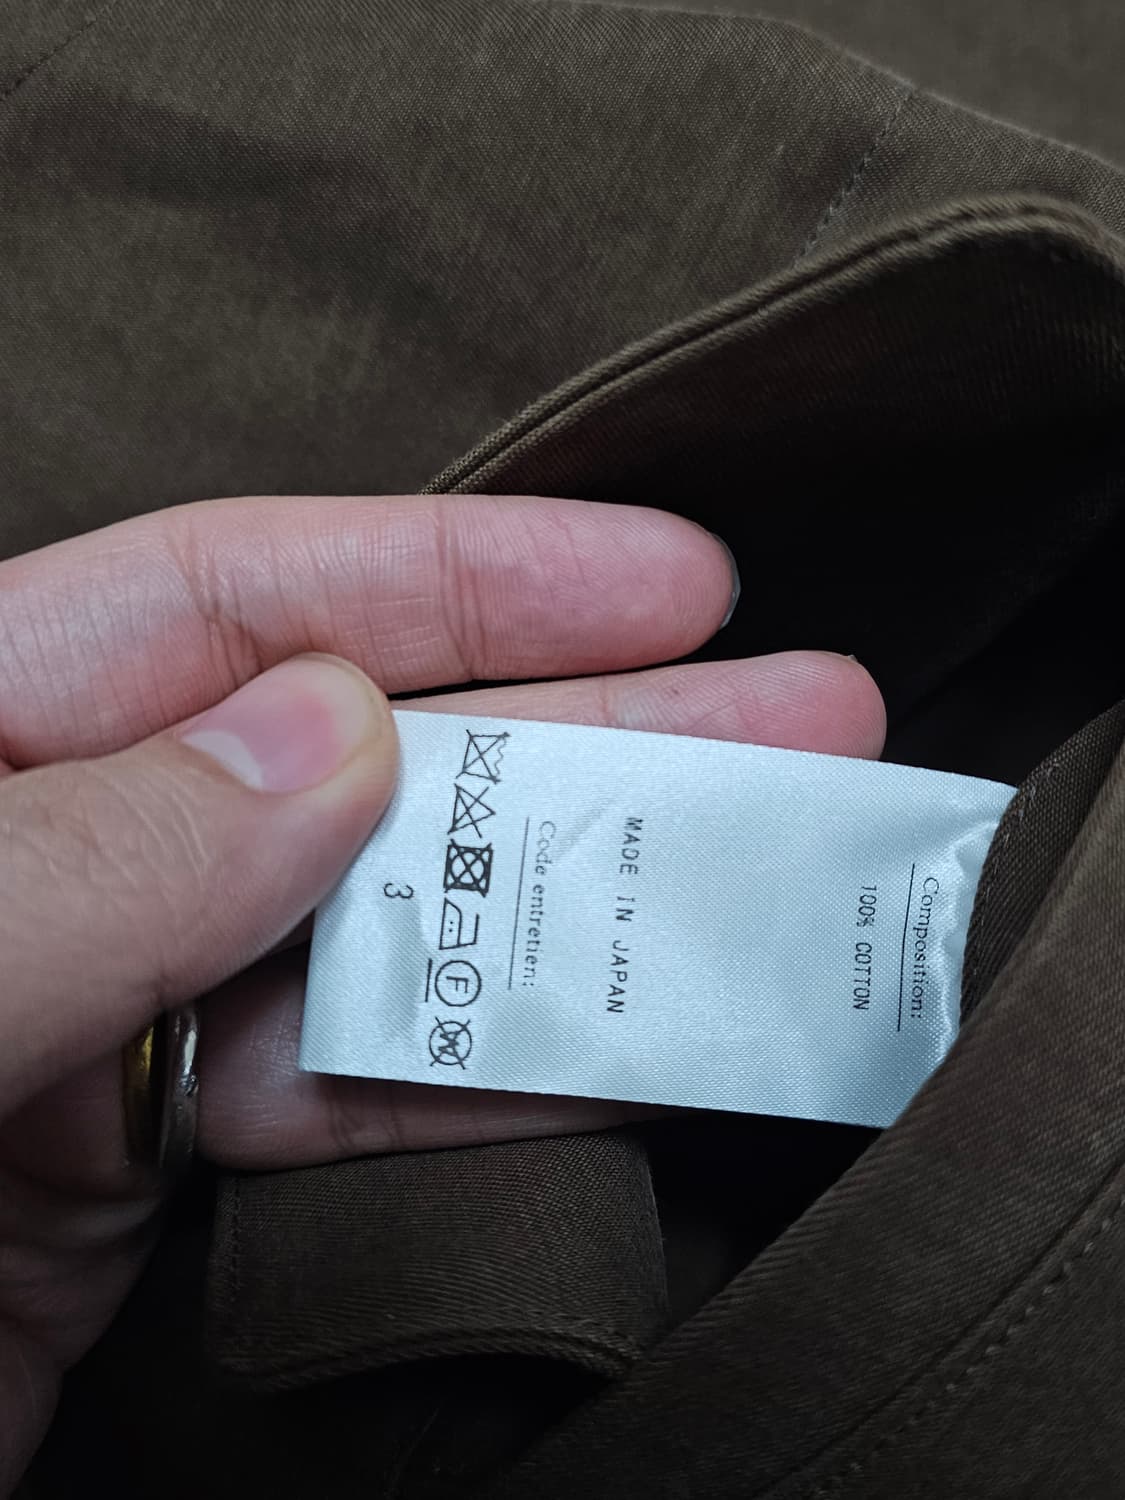 Composition:
100% COTTON
MADE IN JAPAN
Code entretien:
F
W
3